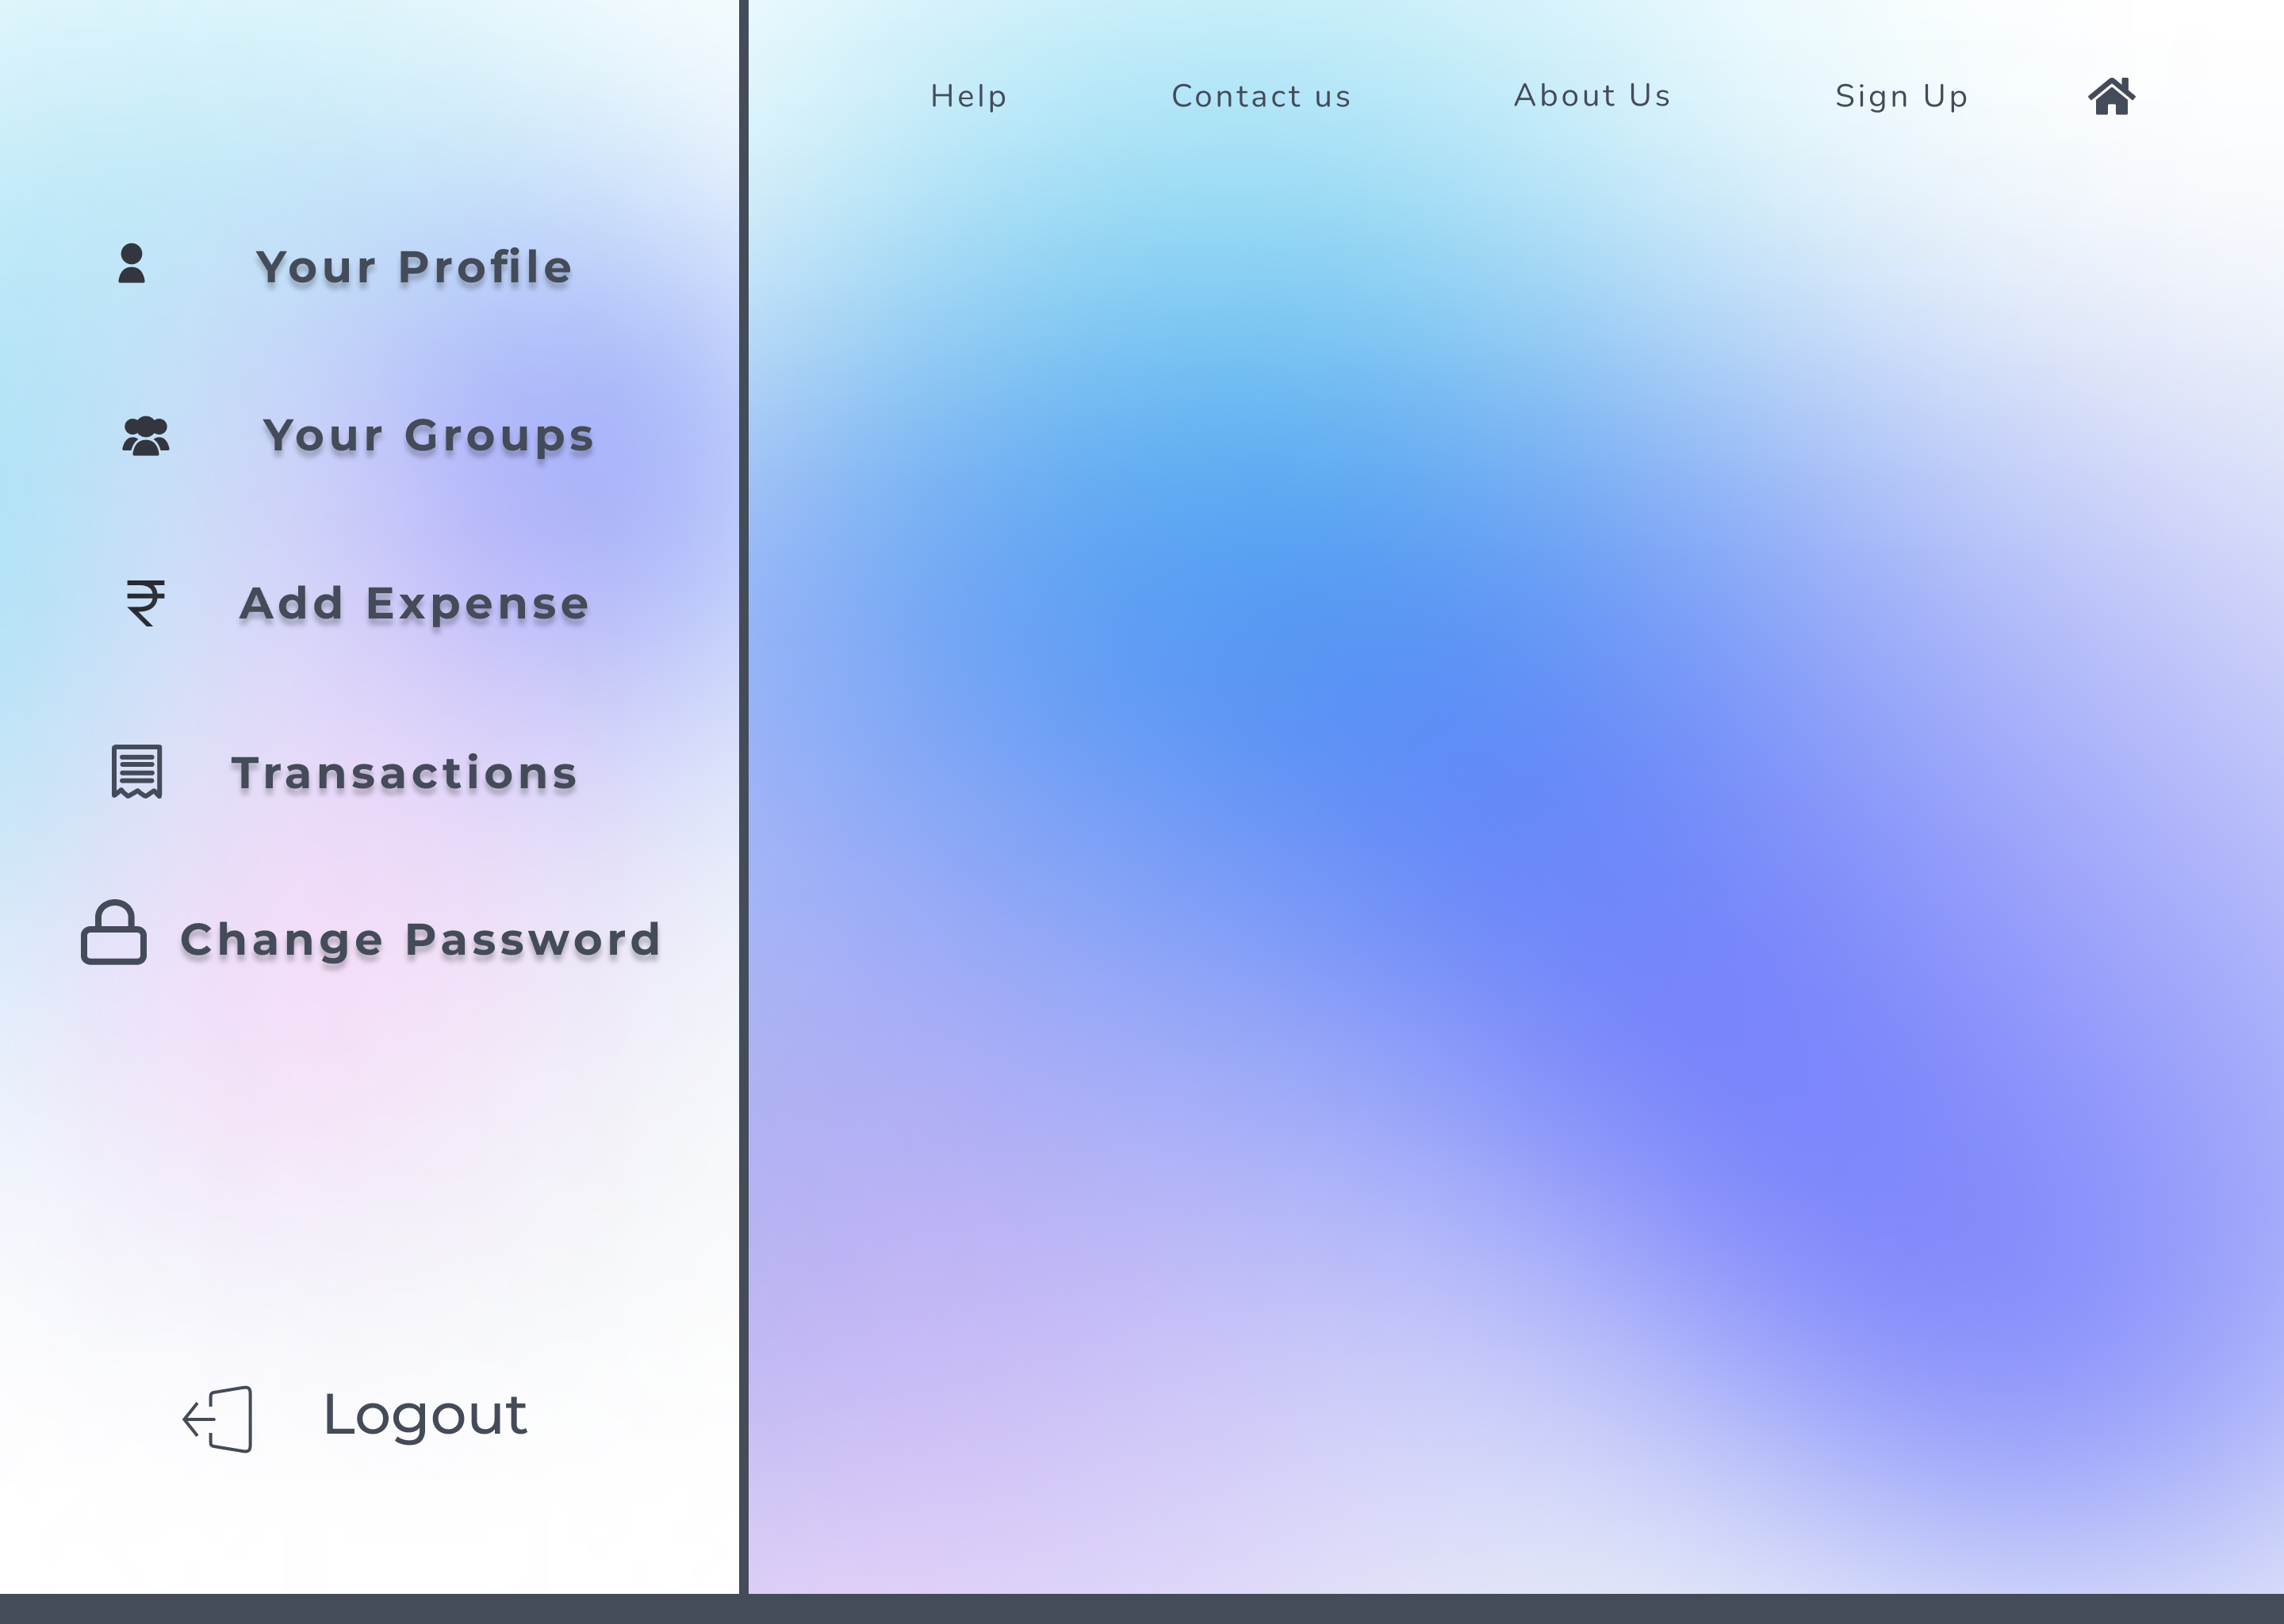 Help
Contact us
About Us
Sign Up
Your Profile
Your Groups
₹ Add Expense
Transactions
Change Password
Logout